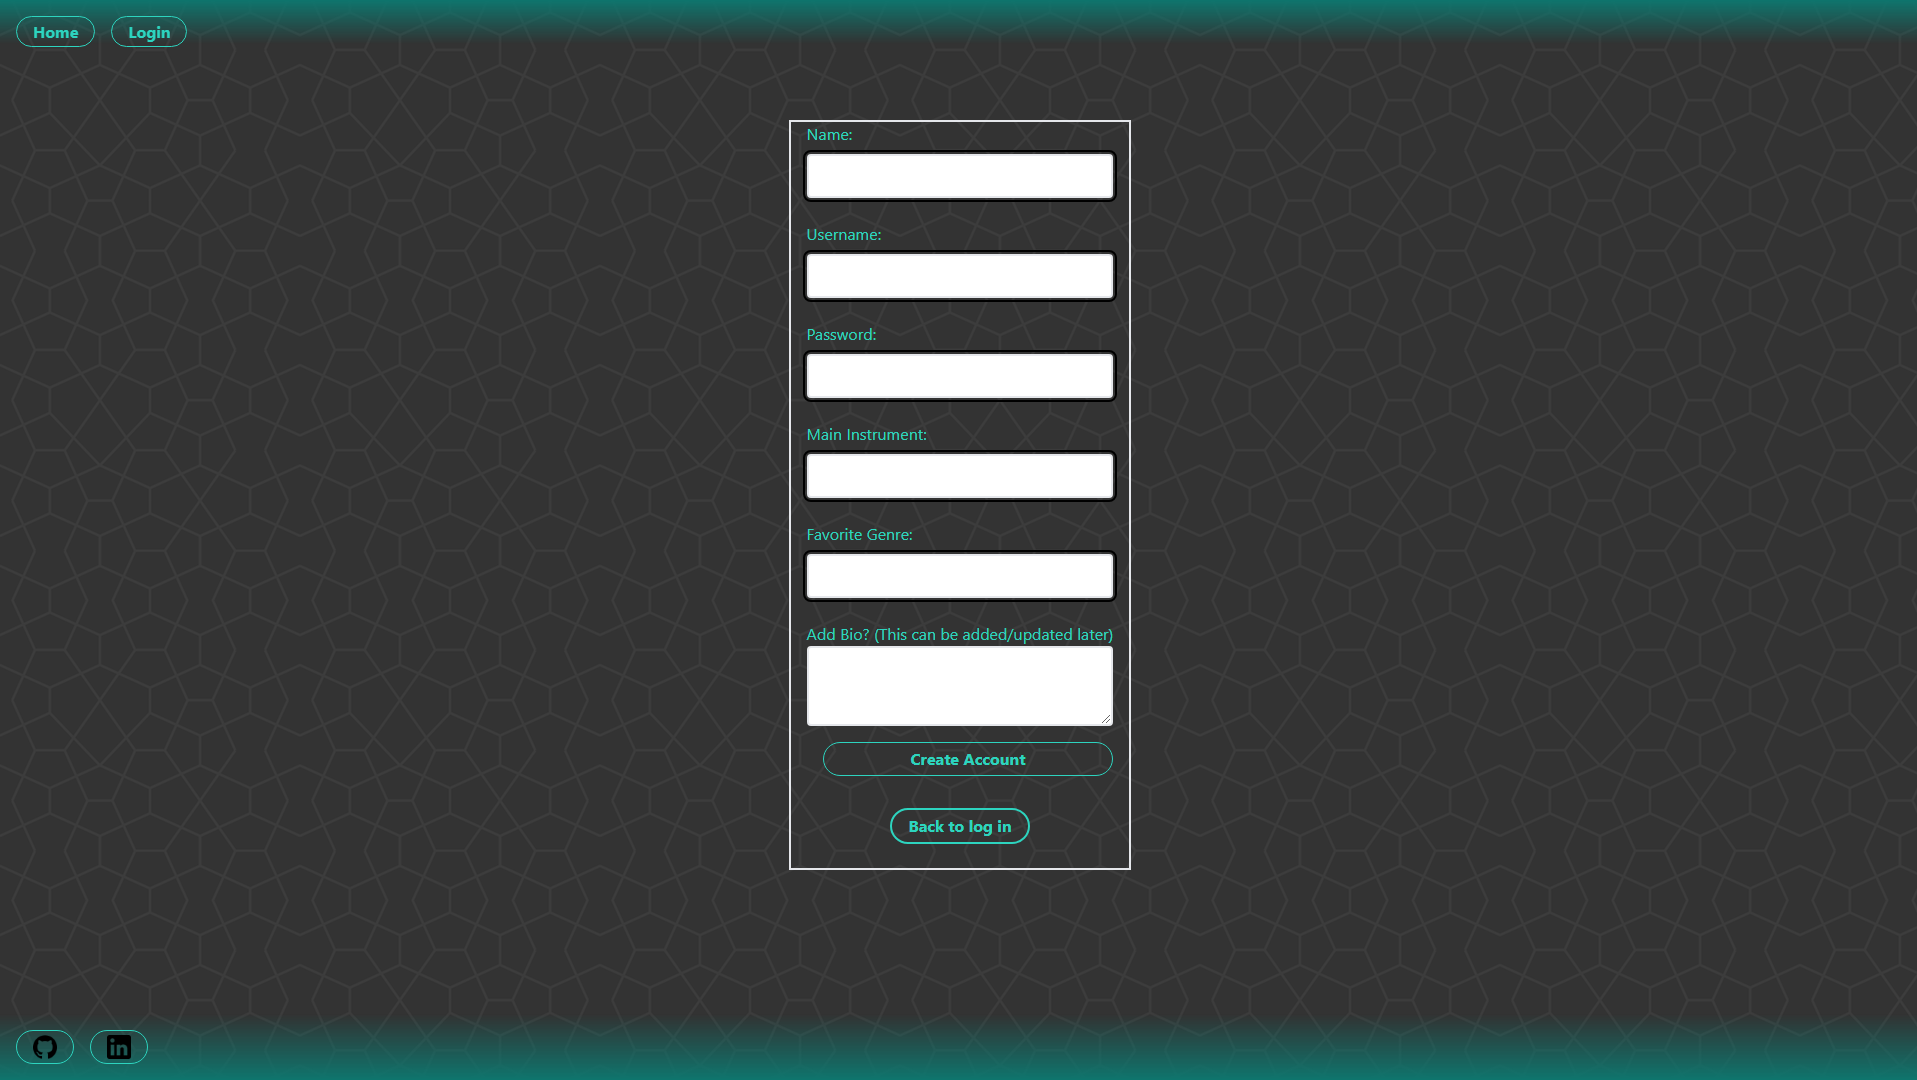 Home
Login
Name:
Username:
Password:
Main Instrument:
Favorite Genre:
Add Bio? (This can be added/updated later)
Create Account
Back to log in
in